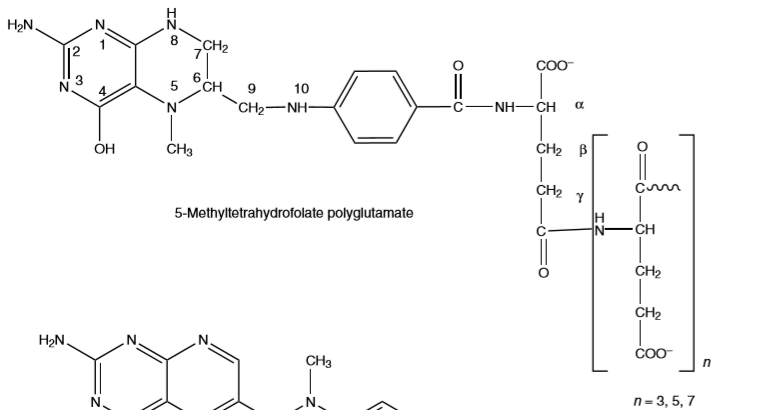 H₂N N 1 2 N 3 4 OH
H N 8 7 CH₂ 6 CH 5 N CH₃
9 CH₂ 10 NH
O C NH
COO⁻
CH α
CH₂ β
CH₂ γ
C O
H N CH
O C
CH₂
CH₂
COO⁻
n
n = 3, 5, 7
5-Methyltetrahydrofolate polyglutamate
H₂N N N
N
CH₃
N